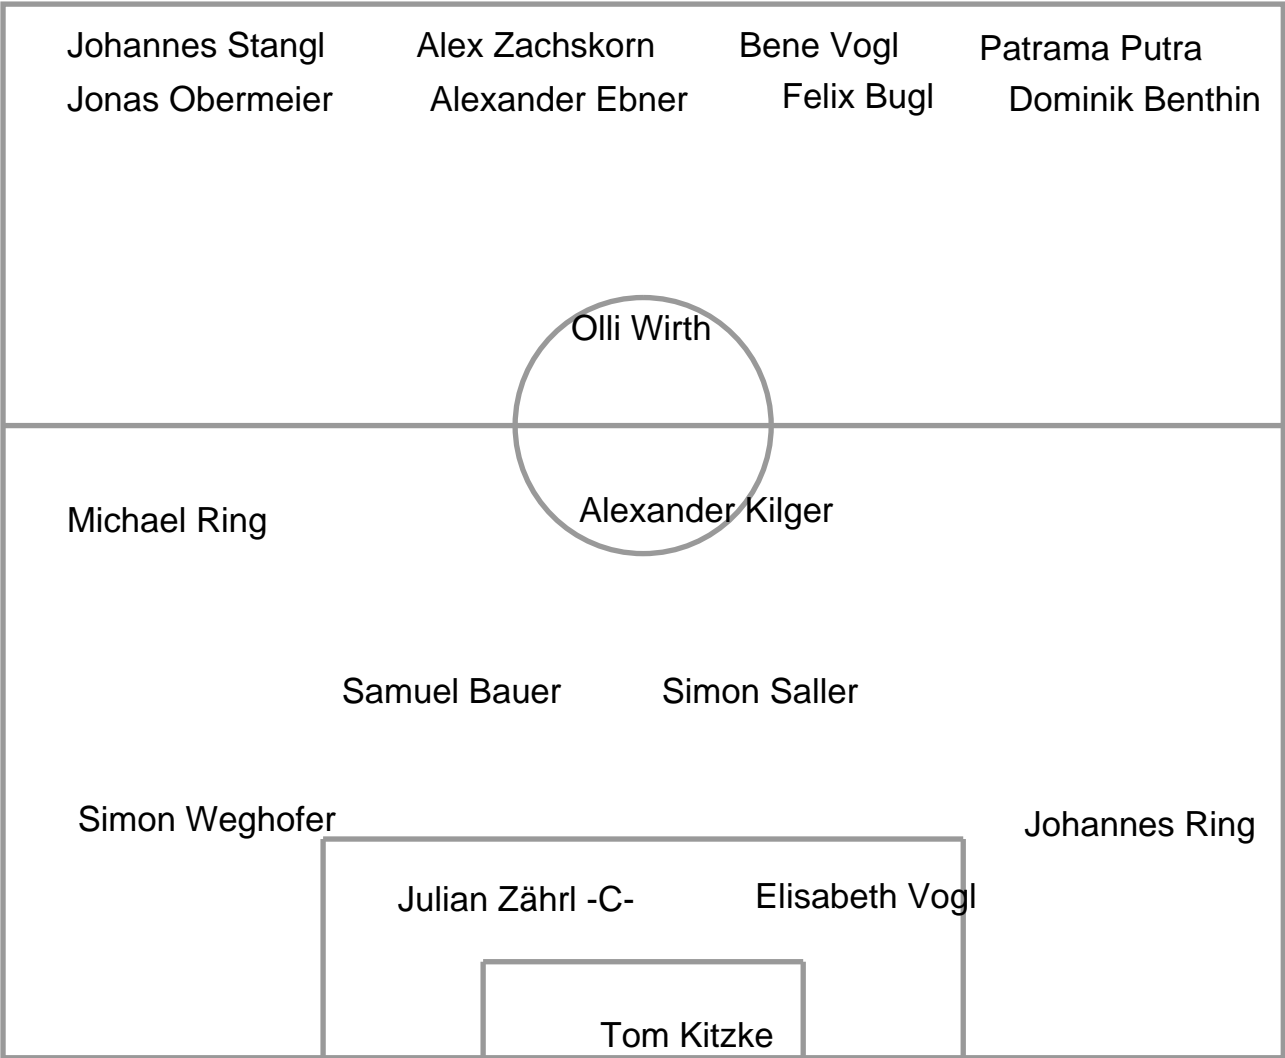 Johannes Stangl Alex Zachskorn Bene Vogl Patrama Putra
Jonas Obermeier Alexander Ebner Felix Bugl Dominik Benthin
Olli Wirth
Michael Ring Alexander Kilger
Samuel Bauer Simon Saller
Simon Weghofer Johannes Ring
Julian Zährl -C- Elisabeth Vogl
Tom Kitzke